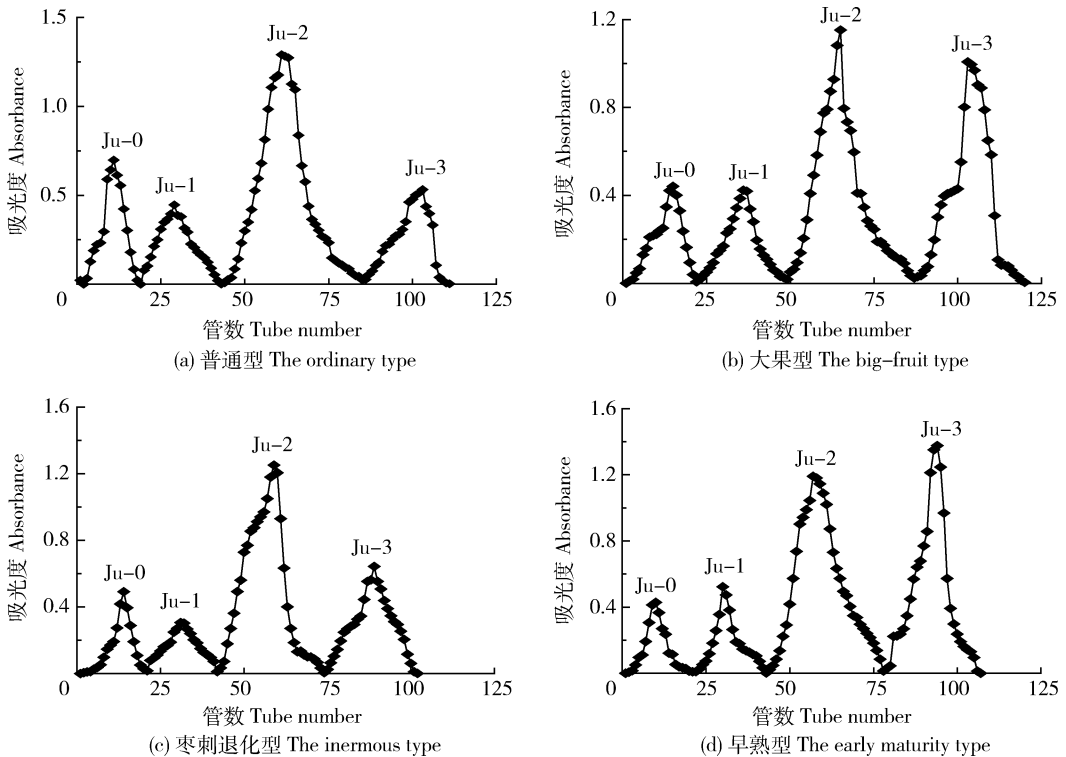 1.5
1.0
0.5
0
25
50
75
100
125
Ju-0
Ju-1
Ju-2
Ju-3
吸光度 Absorbance
管数 Tube number
(a) 普通型 The ordinary type
1.2
0.8
0.4
0
25
50
75
100
125
Ju-0
Ju-1
Ju-2
Ju-3
吸光度 Absorbance
管数 Tube number
(b) 大果型 The big-fruit type
1.6
1.2
0.8
0.4
0
25
50
75
100
125
Ju-0
Ju-1
Ju-2
Ju-3
吸光度 Absorbance
管数 Tube number
(c) 枣刺退化型 The inermous type
1.6
1.2
0.8
0.4
0
25
50
75
100
125
Ju-0
Ju-1
Ju-2
Ju-3
吸光度 Absorbance
管数 Tube number
(d) 早熟型 The early maturity type